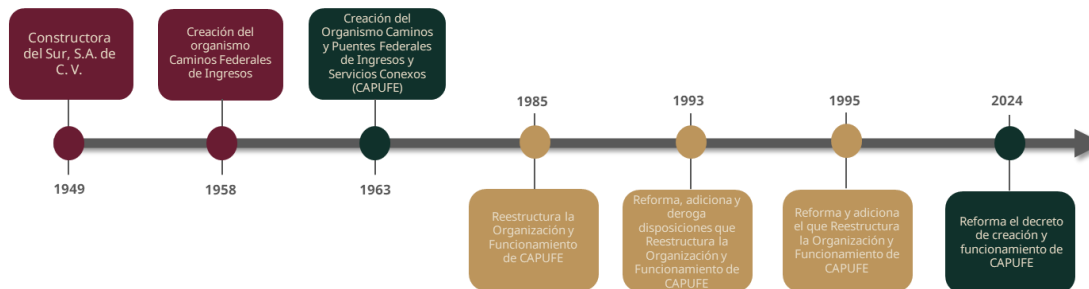 Constructora
del Sur, S.A. de
C. V.
1949
Creación del
organismo
Caminos Federales
de Ingresos
1958
Creación del
Organismo Caminos
y Puentes Federales
de Ingresos y
Servicios Conexos
(CAPUFE)
1963
1985
Reestructura la
Organización y
Funcionamiento
de CAPUFE
1993
Reforma, adiciona y
deroga
disposiciones que
Reestructura la
Organización y
Funcionamiento de
CAPUFE
1995
Reforma y adiciona
el que Reestructura
la Organización y
Funcionamiento de
CAPUFE
2024
Reforma el decreto
de creación y
funcionamiento de
CAPUFE